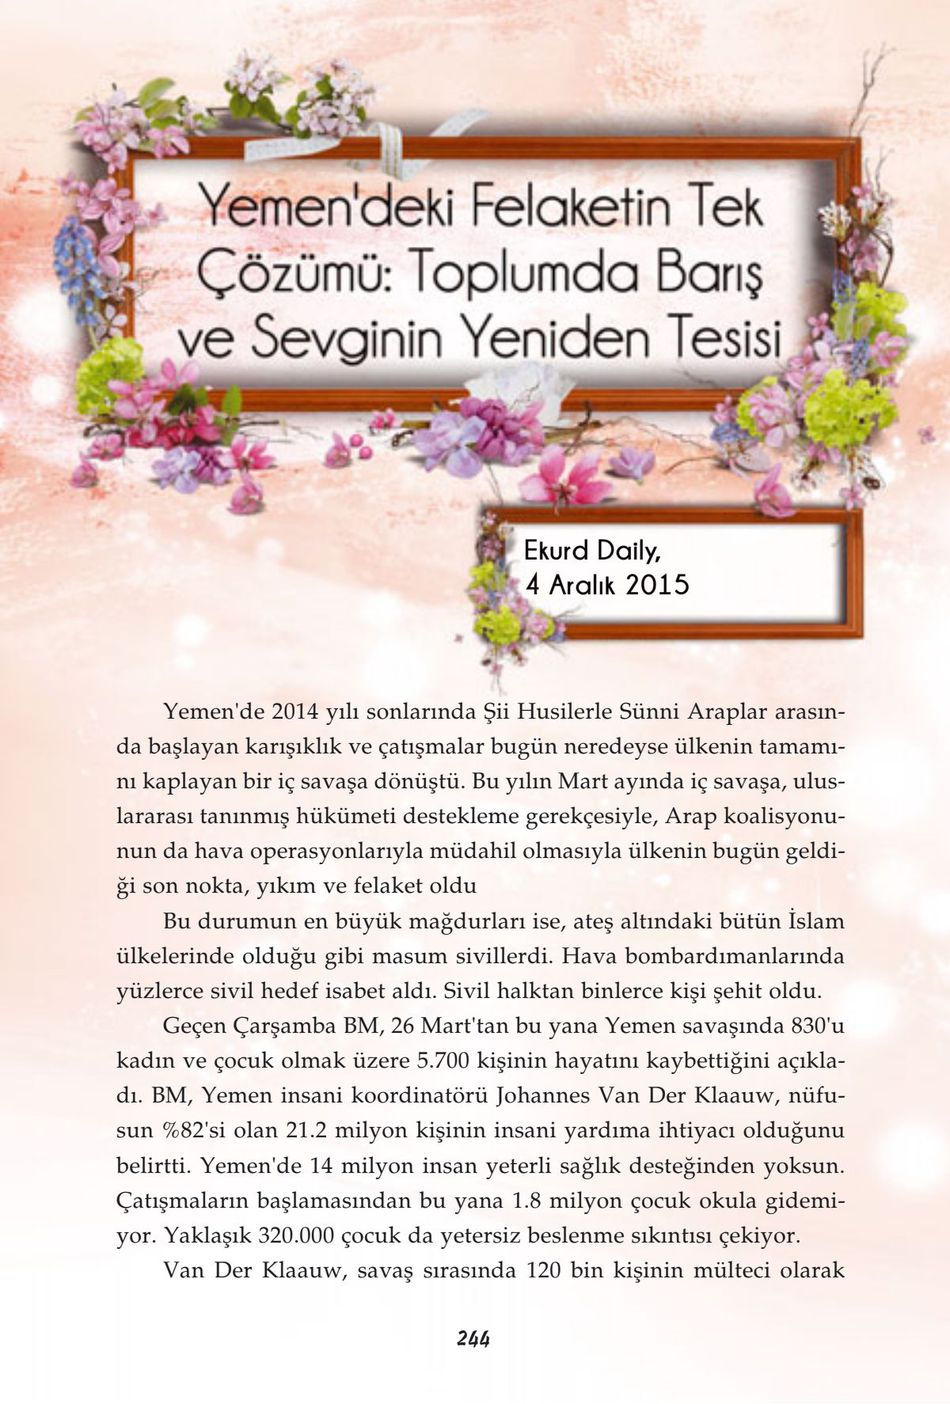 Yemen'deki Felaketin Tek
Çözümü: Toplumda Barış
ve Sevginin Yeniden Tesisi
Ekurd Daily,
4 Aralık 2015
Yemen'de 2014 yılı sonlarında Şii Husilerle Sünni Araplar arasın-
da başlayan karışıklık ve çatışmalar bugün neredeyse ülkenin tamamı-
nı kaplayan bir iç savaşa dönüştü. Bu yılın Mart ayında iç savaşa, ulus-
lararası tanınmış hükümeti destekleme gerekçesiyle, Arap koalisyonu-
nun da hava operasyonlarıyla müdahil olmasıyla ülkenin bugün geldi-
ği son nokta, yıkım ve felaket oldu
Bu durumun en büyük mağdurları ise, ateş altındaki bütün İslam
ülkelerinde olduğu gibi masum sivillerdi. Hava bombardımanlarında
yüzlerce sivil hedef isabet aldı. Sivil halktan binlerce kişi şehit oldu.
Geçen Çarşamba BM, 26 Mart'tan bu yana Yemen savaşında 830'u
kadın ve çocuk olmak üzere 5.700 kişinin hayatını kaybettiğini açıkla-
dı. BM, Yemen insani koordinatörü Johannes Van Der Klaauw, nüfu-
sun %82'si olan 21.2 milyon kişinin insani yardıma ihtiyacı olduğunu
belirtti. Yemen'de 14 milyon insan yeterli sağlık desteğinden yoksun.
Çatışmaların başlamasından bu yana 1.8 milyon çocuk okula gidemi-
yor. Yaklaşık 320.000 çocuk da yetersiz beslenme sıkıntısı çekiyor.
Van Der Klaauw, savaş sırasında 120 bin kişinin mülteci olarak
244